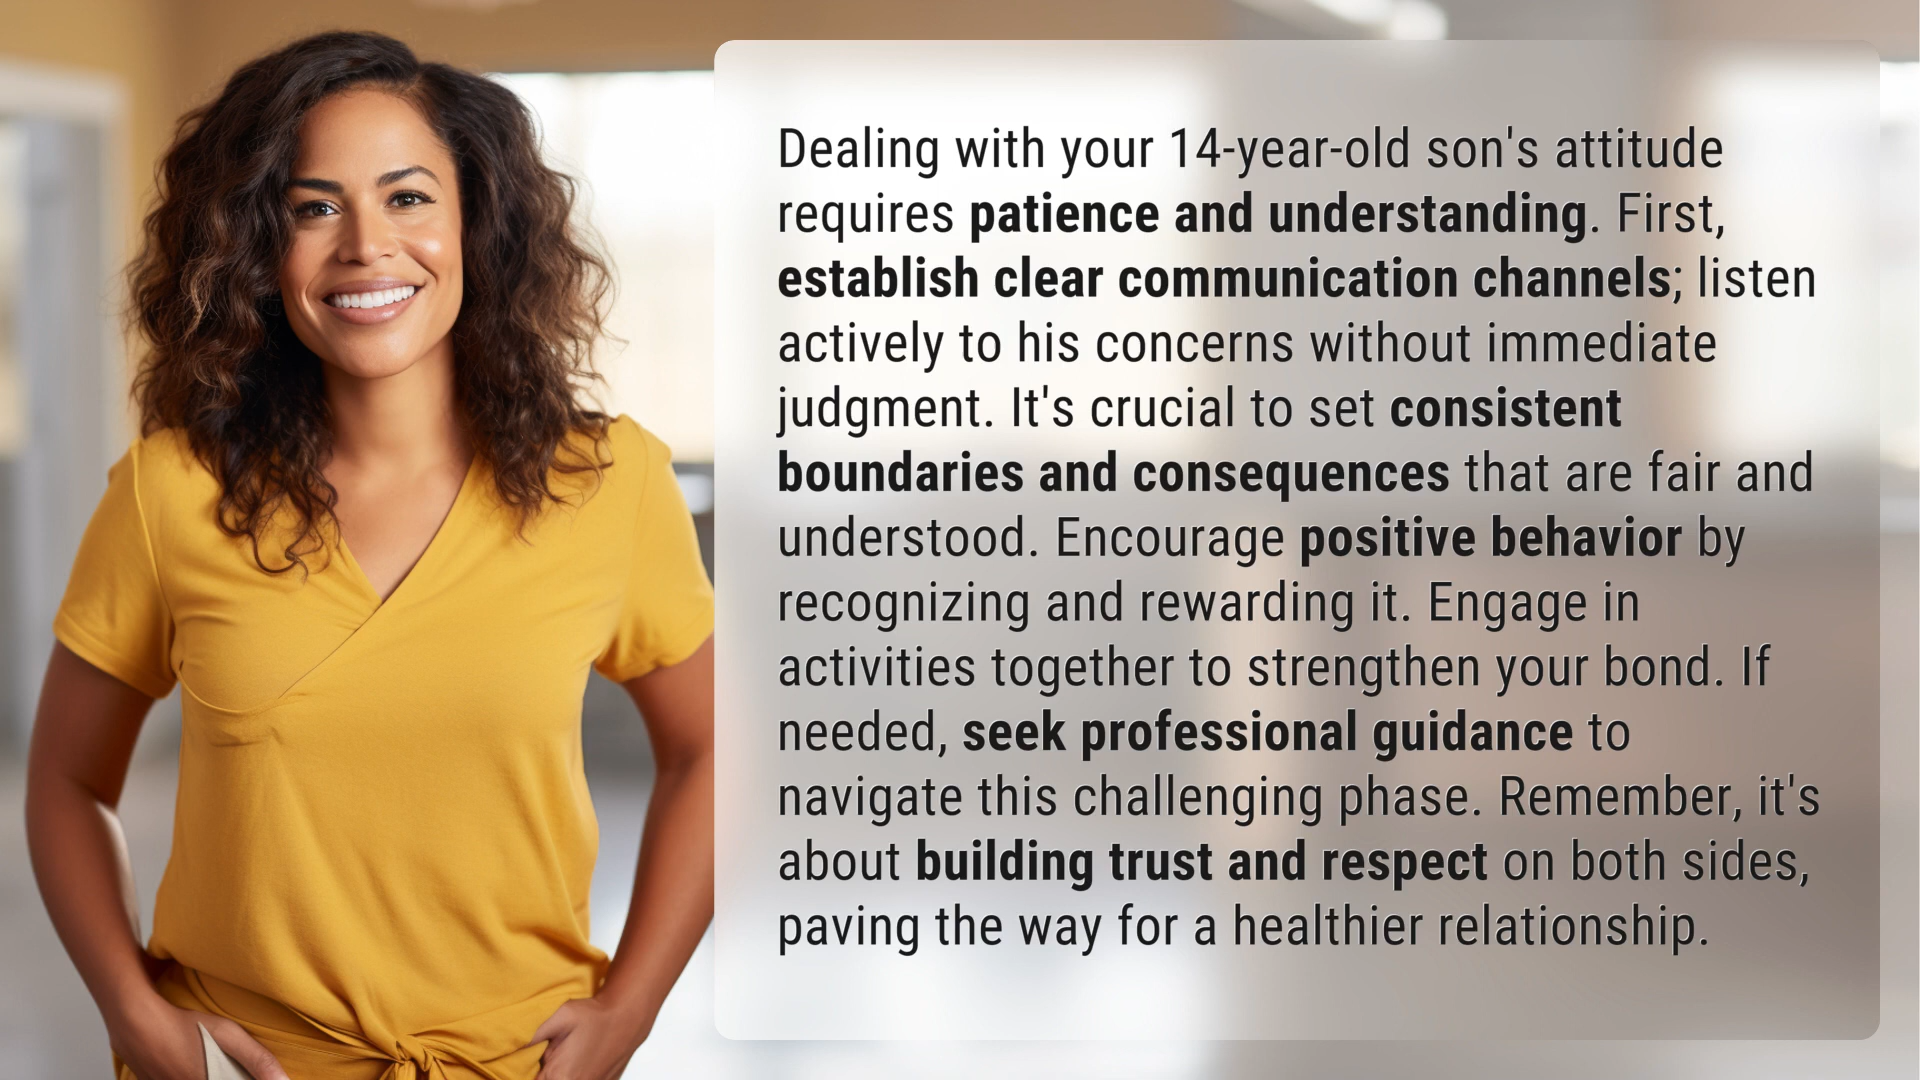 Dealing with your 14-year-old son's attitude
requires patience and understanding. First,
establish clear communication channels; listen
actively to his concerns without immediate
judgment. It's crucial to set consistent
boundaries and consequences that are fair and
understood. Encourage positive behavior by
recognizing and rewarding it. Engage in
activities together to strengthen your bond. If
needed, seek professional guidance to
navigate this challenging phase. Remember, it's
about building trust and respect on both sides,
paving the way for a healthier relationship.